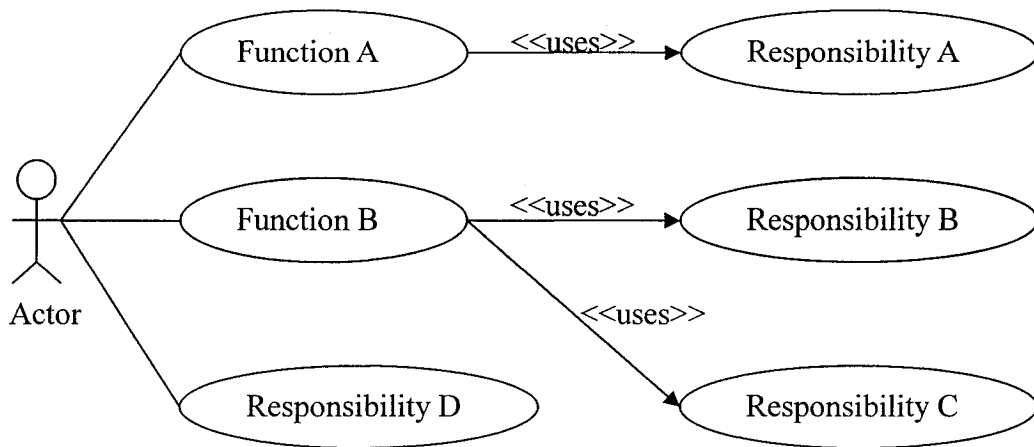 Function A
<<uses>>
Responsibility A
Function B
<<uses>>
Responsibility B
<<uses>>
Actor
Responsibility D
Responsibility C